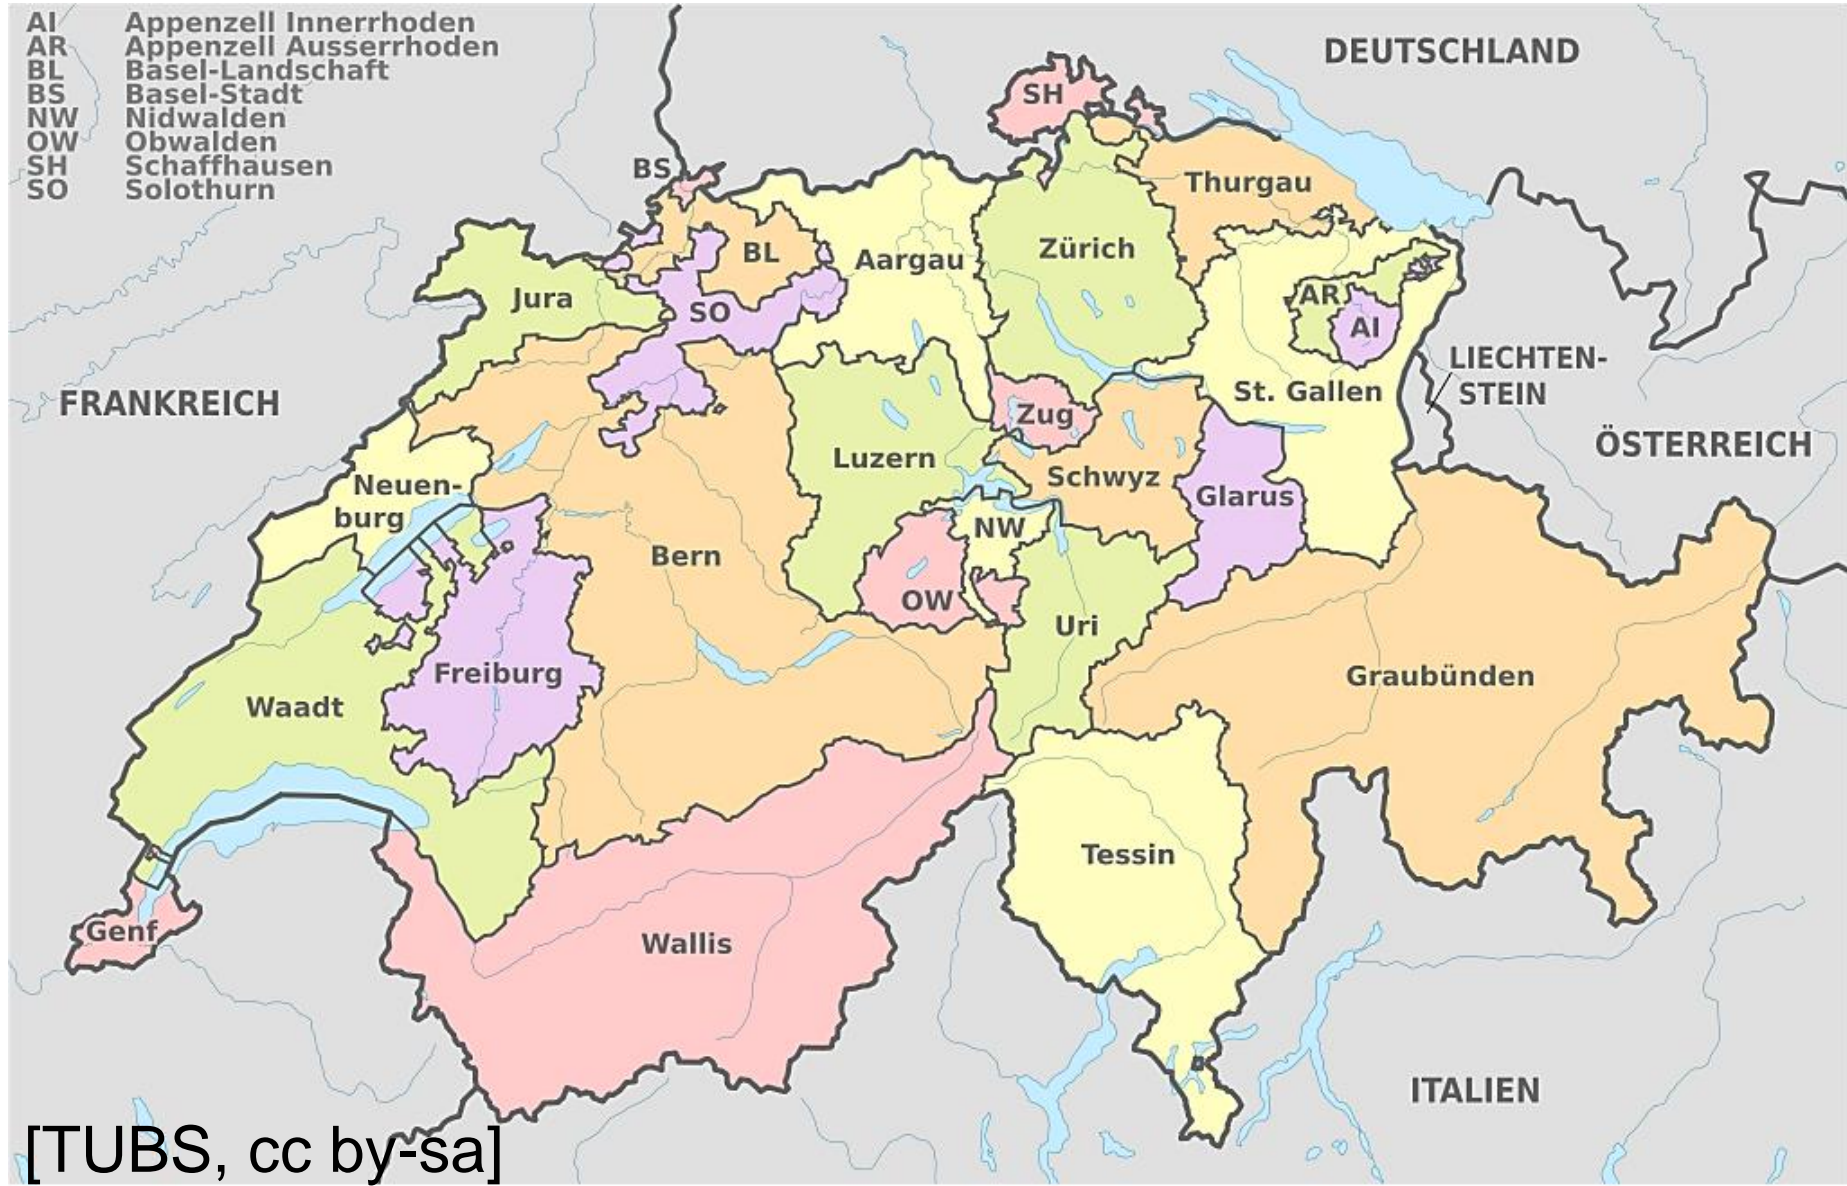 AI Appenzell Innerrhoden
AR Appenzell Ausserrhoden
BL Basel-Landschaft
BS Basel-Stadt
NW Nidwalden
OW Obwalden
SH Schaffhausen
SO Solothurn
DEUTSCHLAND
SH
BS
Thurgau
BL
Aargau
Zürich
Jura
SO
AR
AI
LIECHTEN-
STEIN
FRANKREICH
St. Gallen
Zug
ÖSTERREICH
Luzern
Schwyz
Glarus
Neuen-
burg
NW
Bern
OW
Uri
Freiburg
Graubünden
Waadt
Tessin
Genf
Wallis
ITALIEN
[TUBS, cc by-sa]